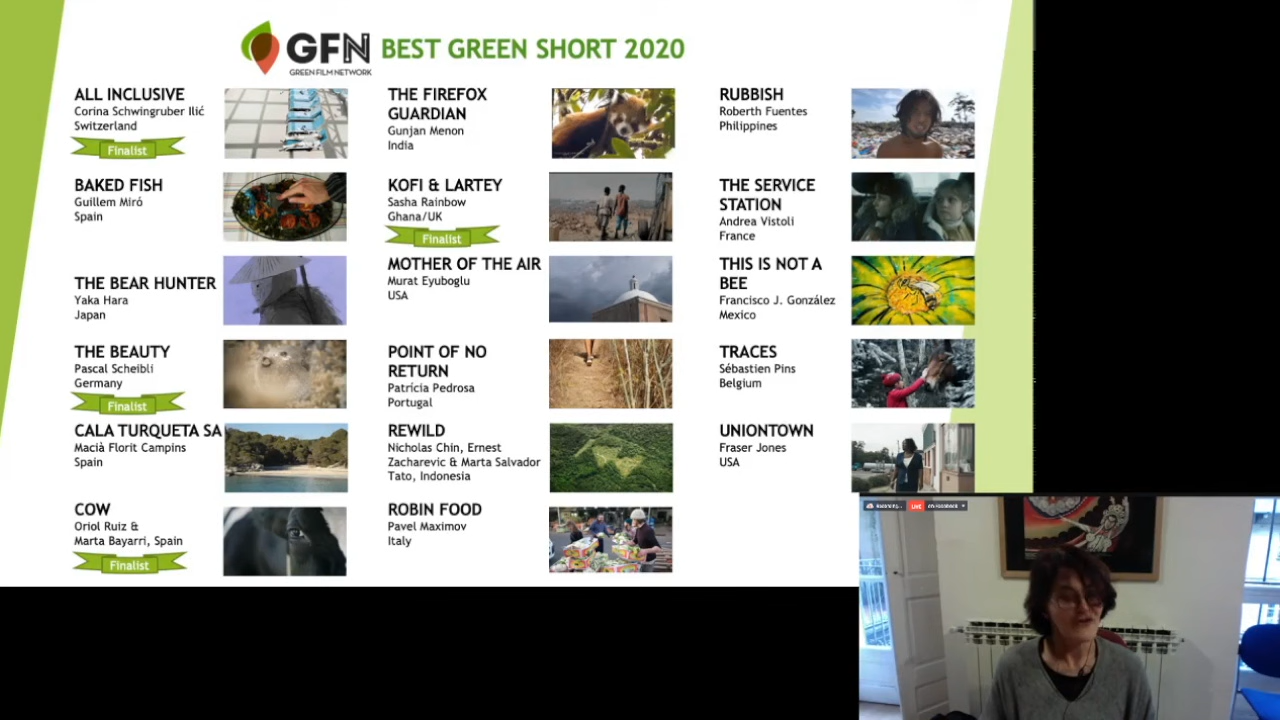 GFN BEST GREEN SHORT 2020
GREEN FILM NETWORK
ALL INCLUSIVE
Corina Schwingruber Ilić
Switzerland
Finalist
BAKED FISH
Guillem Miró
Spain
THE BEAR HUNTER
Yaka Hara
Japan
THE BEAUTY
Pascal Scheibli
Germany
Finalist
CALA TURQUETA SA
Macià Florit Campins
Spain
COW
Oriol Ruiz &
Marta Bayarri, Spain
Finalist
THE FIREFOX
GUARDIAN
Gunjan Menon
India
KOFI & LARTEY
Sasha Rainbow
Ghana/UK
Finalist
MOTHER OF THE AIR
Murat Eyuboglu
USA
POINT OF NO
RETURN
Patrícia Pedrosa
Portugal
REWILD
Nicholas Chin, Ernest
Zacharevic & Marta Salvador
Tato, Indonesia
ROBIN FOOD
Pavel Maximov
Italy
RUBBISH
Roberth Fuentes
Philippines
THE SERVICE
STATION
Andrea Vistoli
France
THIS IS NOT A
BEE
Francisco J. González
Mexico
TRACES
Sébastien Pins
Belgium
UNIONTOWN
Fraser Jones
USA
Recording... LIVE on Facebook